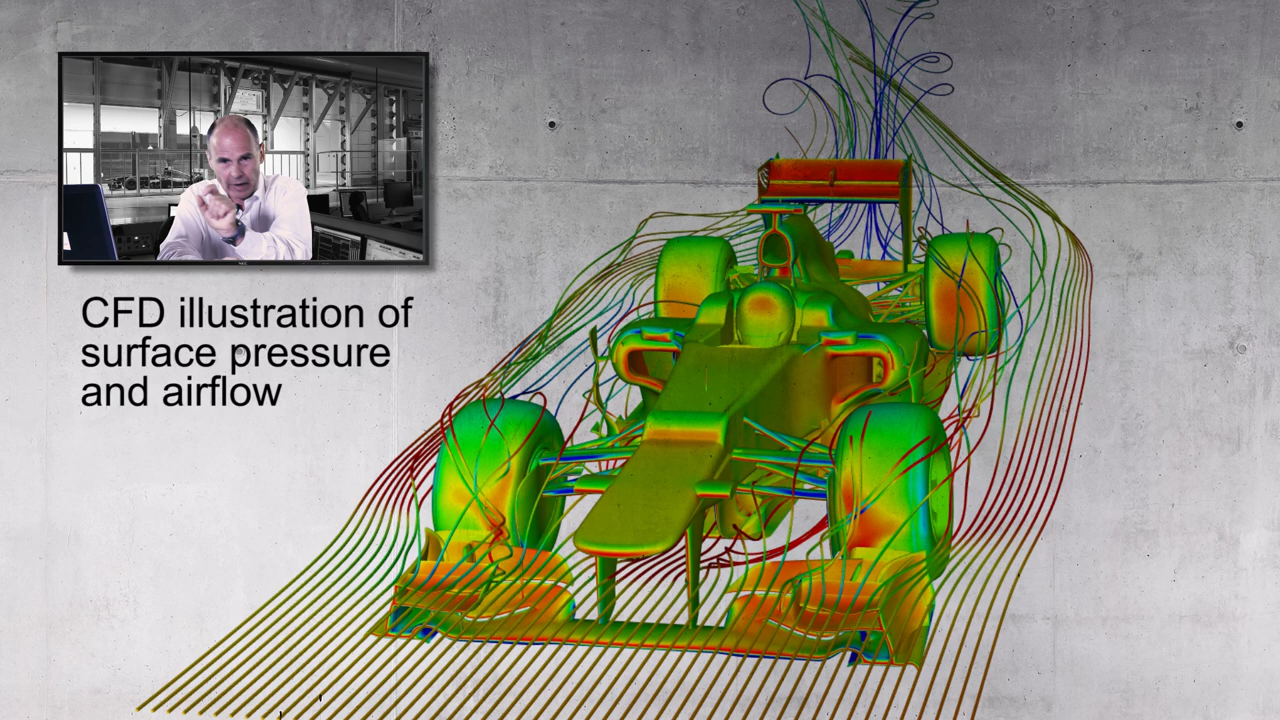 CFD illustration of
surface pressure
and airflow